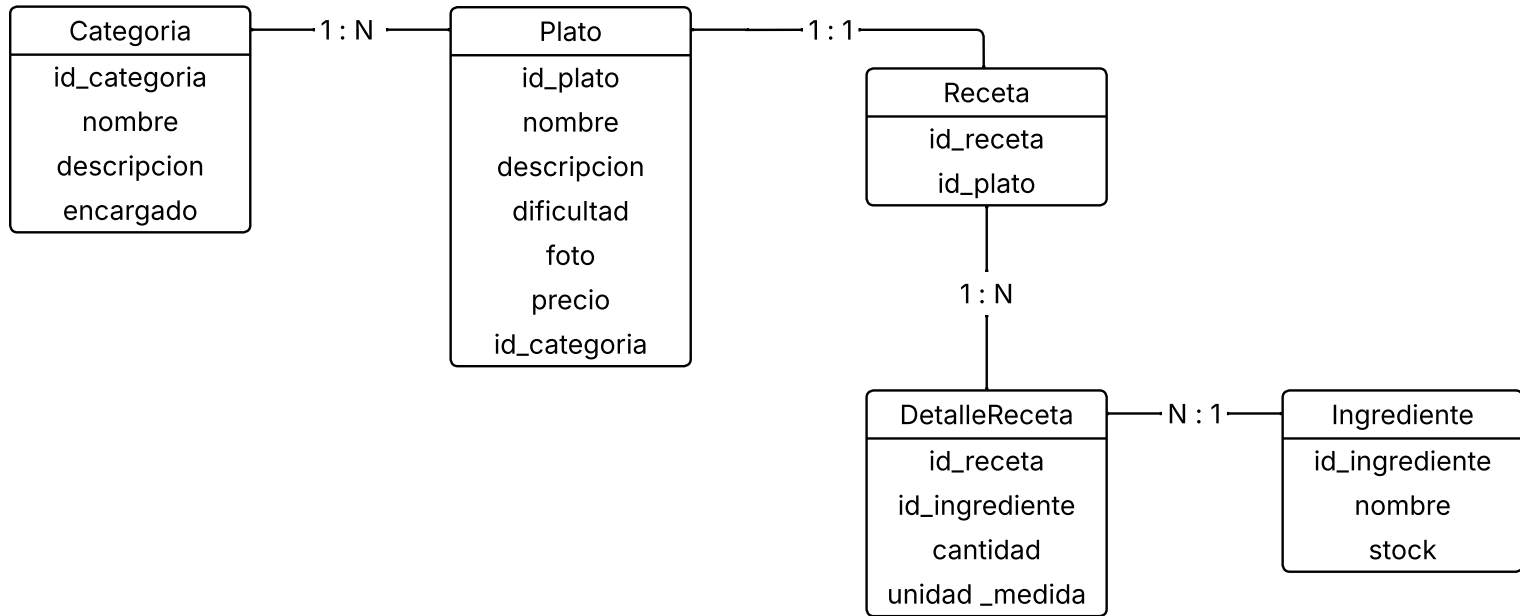 Categoria
id_categoria
nombre
descripcion
encargado
1 : N
Plato
id_plato
nombre
descripcion
dificultad
foto
precio
id_categoria
1 : 1
Receta
id_receta
id_plato
1 : N
DetalleReceta
id_receta
id_ingrediente
cantidad
unidad _medida
N : 1
Ingrediente
id_ingrediente
nombre
stock